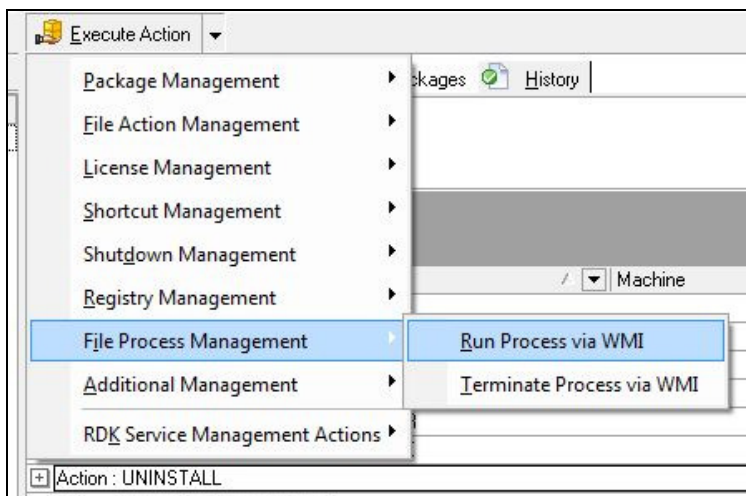 Execute Action
Package Management
File Action Management
License Management
Shortcut Management
Shutdown Management
Registry Management
File Process Management
Additional Management
RDK Service Management Actions
ckages History
/ Machine
Run Process via WMI
Terminate Process via WMI
Action : UNINSTALL